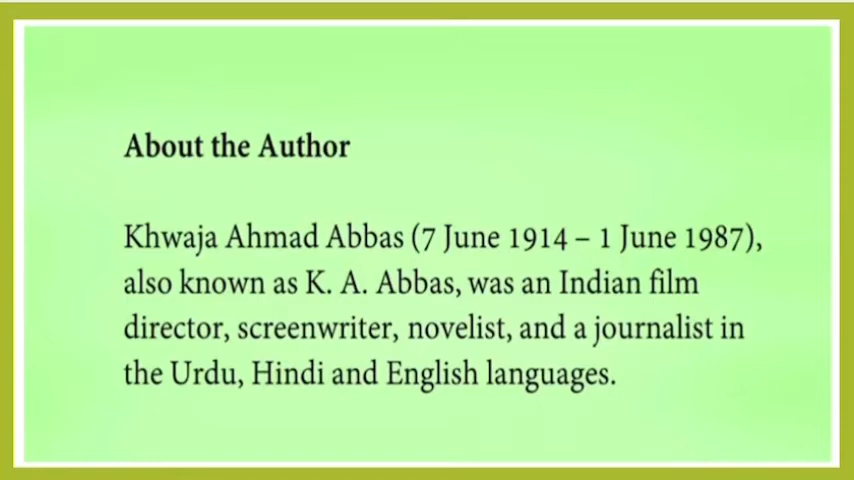 About the Author
Khwaja Ahmad Abbas (7 June 1914 – 1 June 1987),
also known as K. A. Abbas, was an Indian film
director, screenwriter, novelist, and a journalist in
the Urdu, Hindi and English languages.